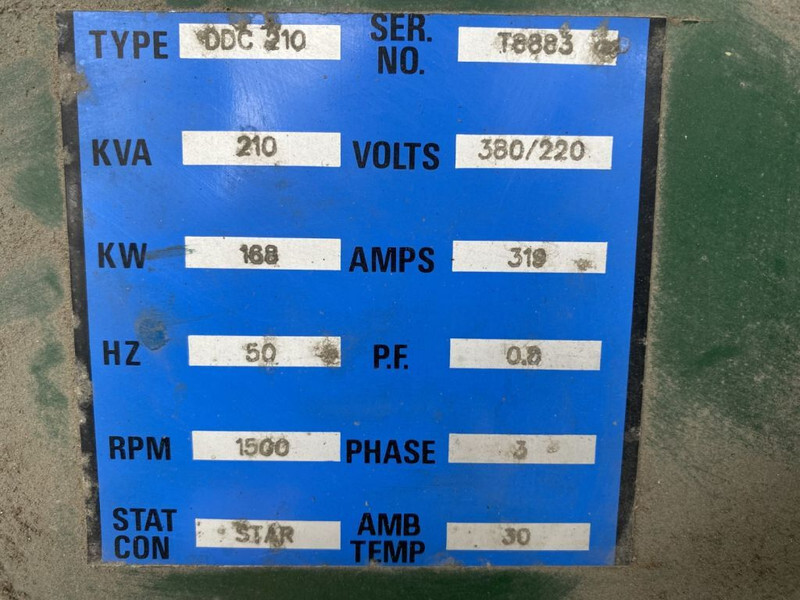 TYPE DDC 210 SER. NO. T8883
KVA 210 VOLTS 380/220
KW 168 AMPS 319
HZ 50 P.F. 0.8
RPM 1500 PHASE 3
STAT CON STAR AMB TEMP 30